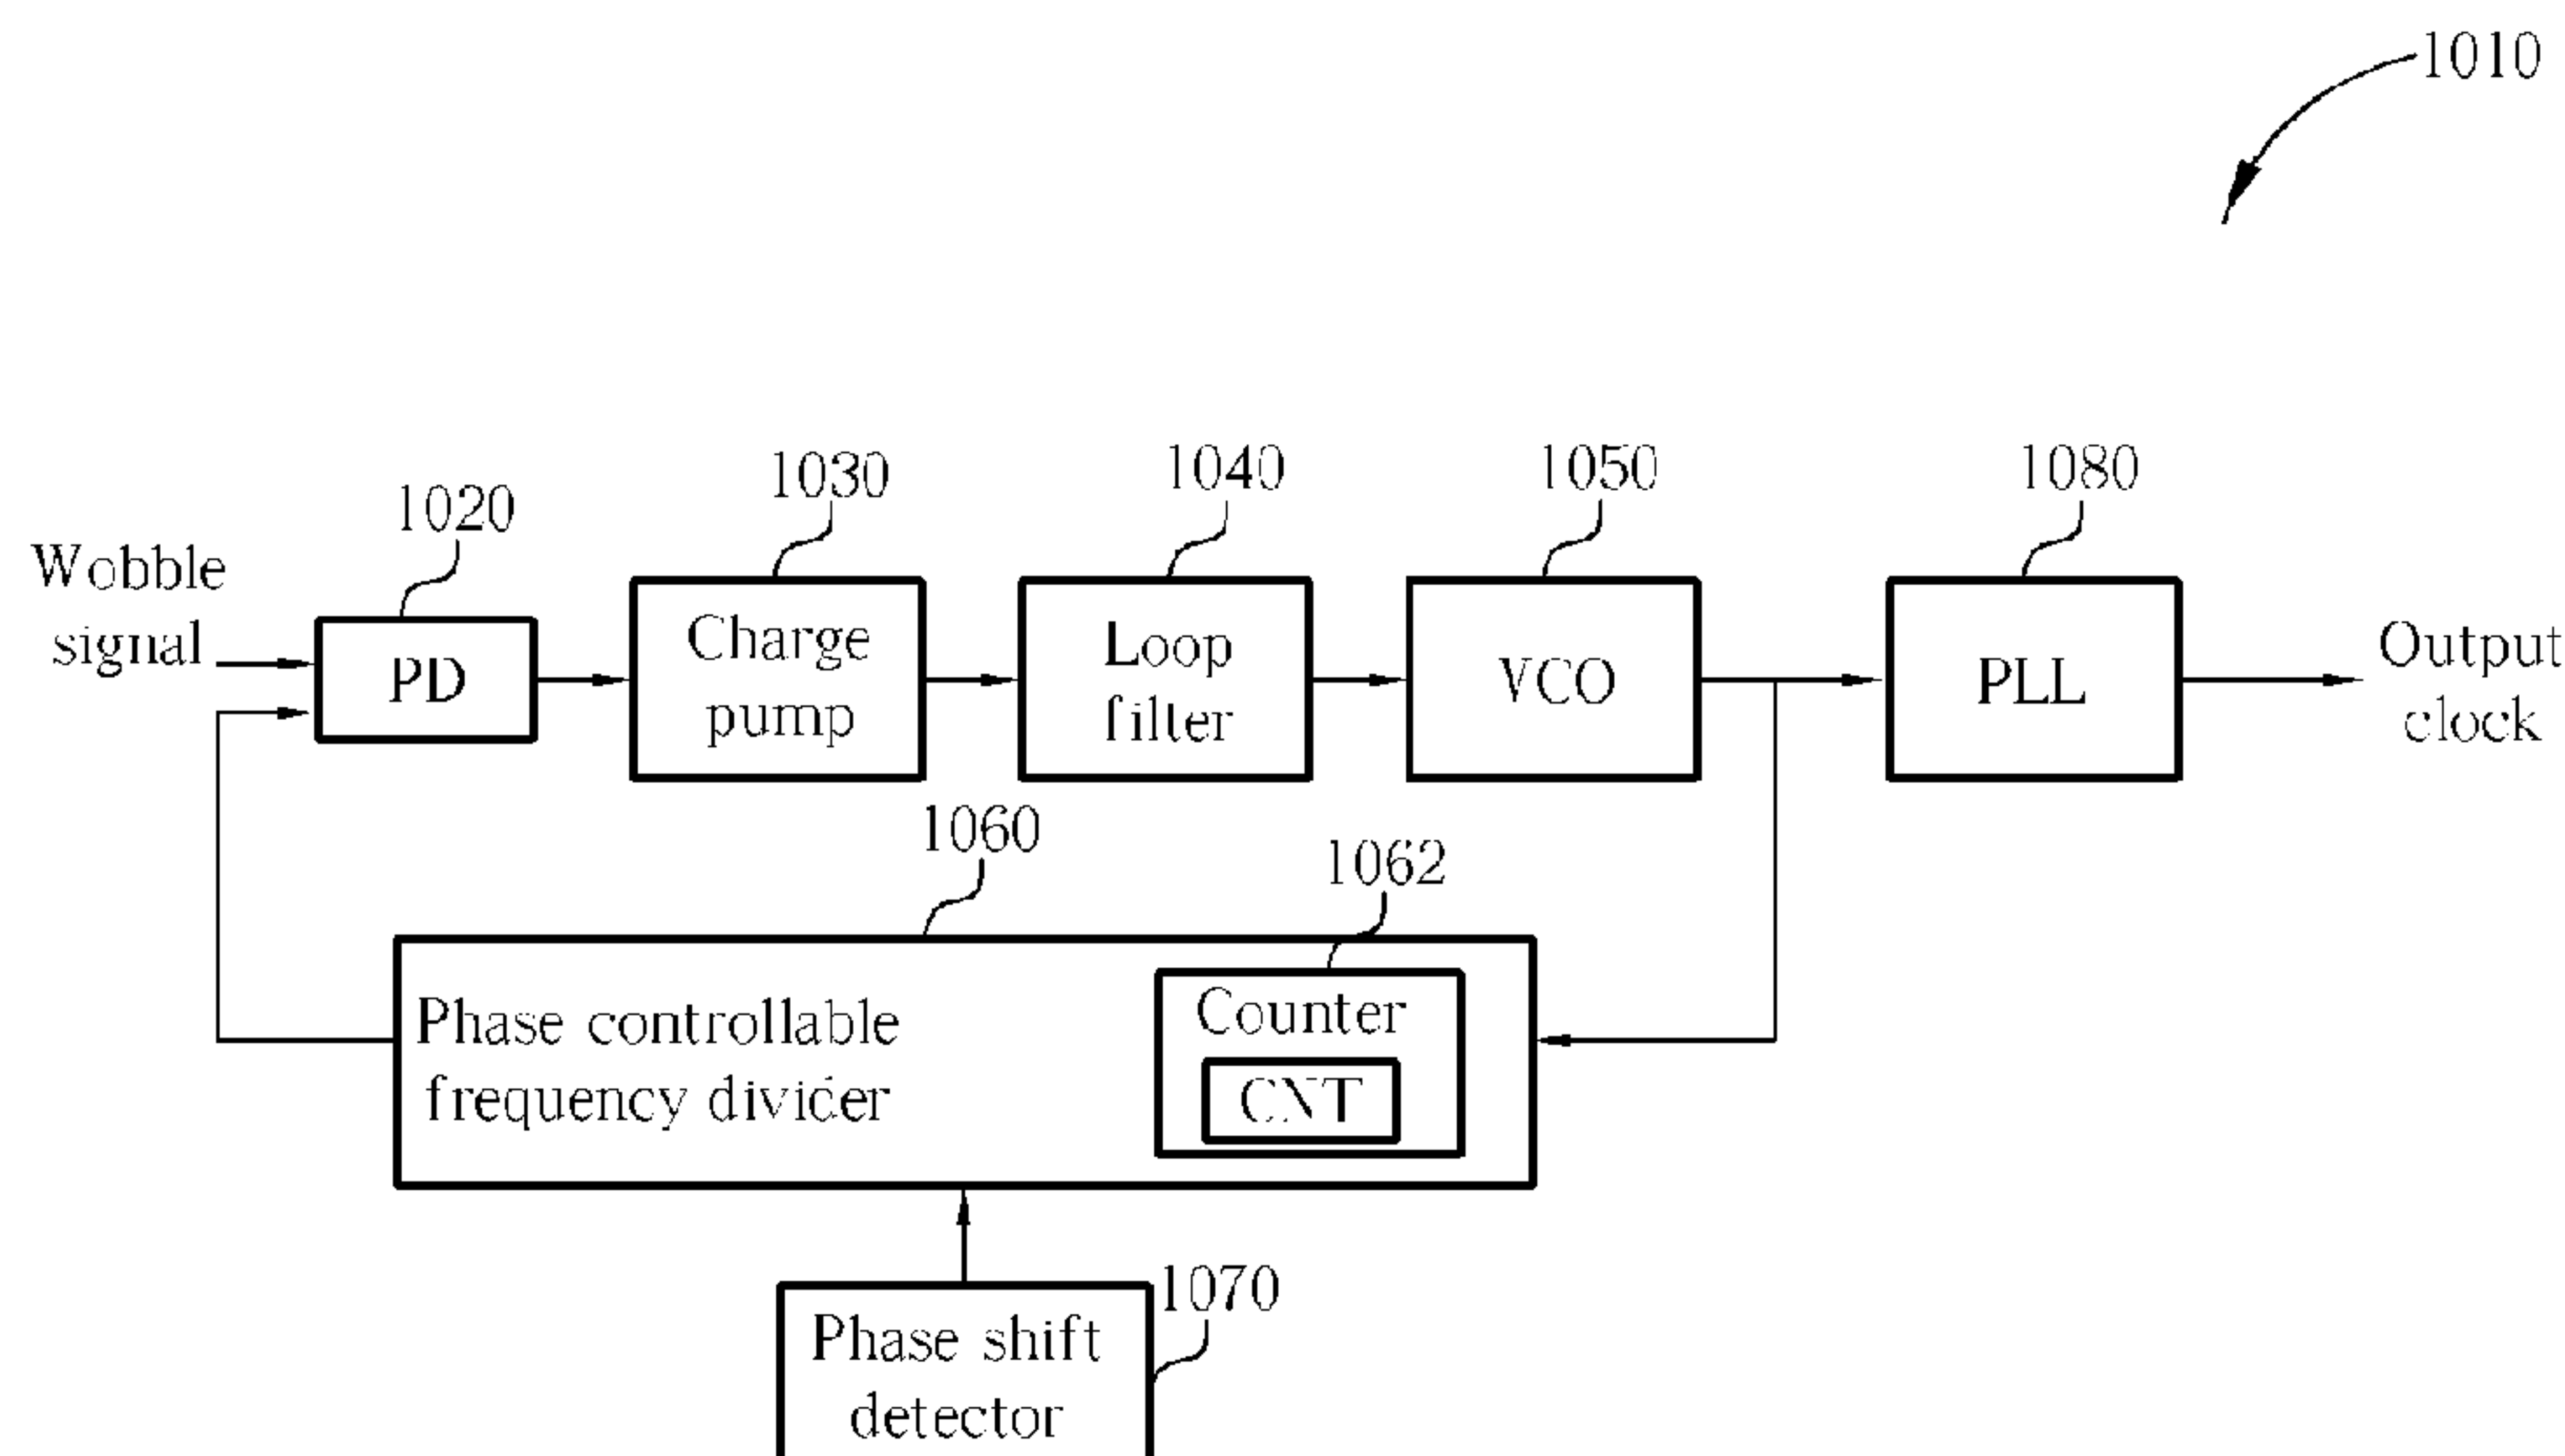 1010
1020
1030
1040
1050
1080
Wobble
signal
PD
Charge
pump
Loop
filter
VCO
PLL
Output
clock
1060
1062
Phase controllable
frequency divider
Counter
CNT
1070
Phase shift
detector